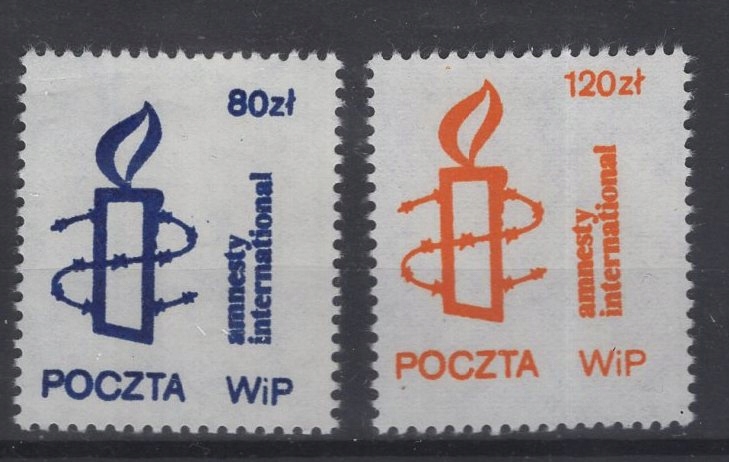 80zł
amnesty
international
POCZTA WiP
120zł
amnesty
international
POCZTA WiP